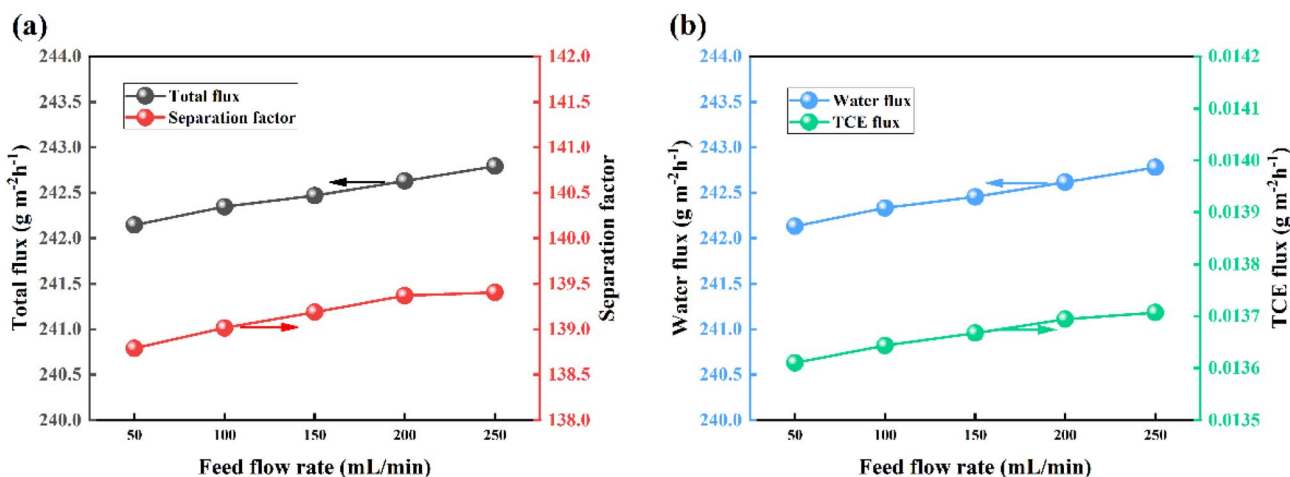 (a)
Total flux (g m⁻²h⁻¹)
244.0
243.5
243.0
242.5
242.0
241.5
241.0
240.5
240.0
Total flux
Separation factor
142.0
141.5
141.0
140.5
140.0
139.5
139.0
138.5
138.0
Separation factor
50 100 150 200 250
Feed flow rate (mL/min)
(b)
Water flux (g m⁻²h⁻¹)
244.0
243.5
243.0
242.5
242.0
241.5
241.0
240.5
240.0
Water flux
TCE flux
0.0142
0.0141
0.0140
0.0139
0.0138
0.0137
0.0136
0.0135
TCE flux (g m⁻²h⁻¹)
50 100 150 200 250
Feed flow rate (mL/min)